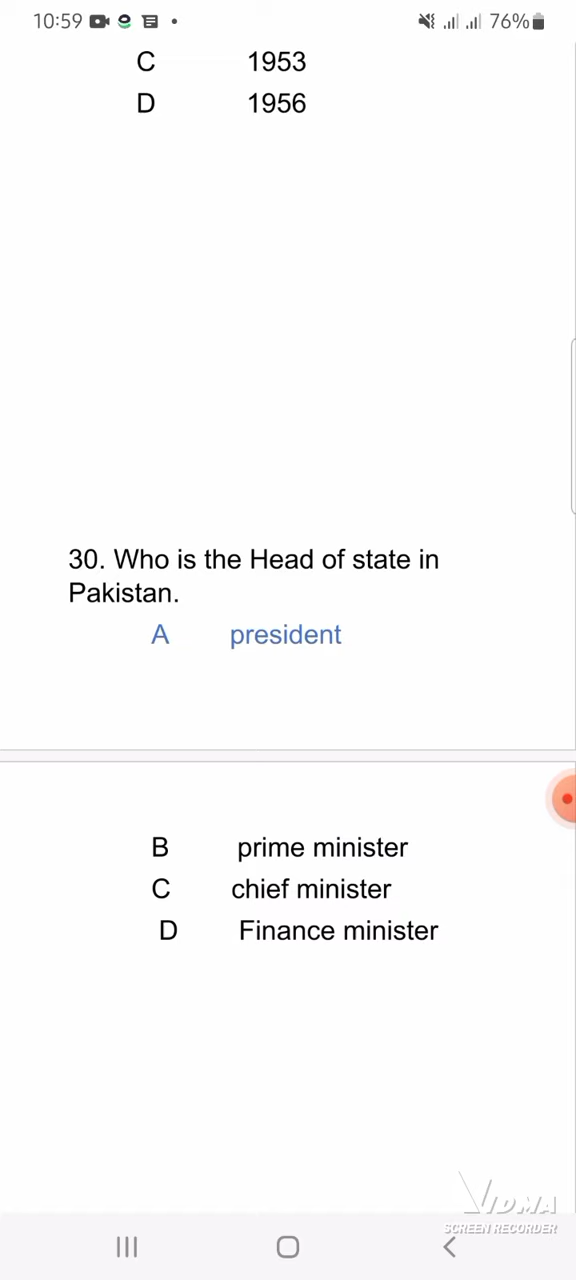 10:59 76%
C 1953
D 1956
30. Who is the Head of state in
Pakistan.
A president
B prime minister
C chief minister
D Finance minister
VIDMA
SCREEN RECORDER